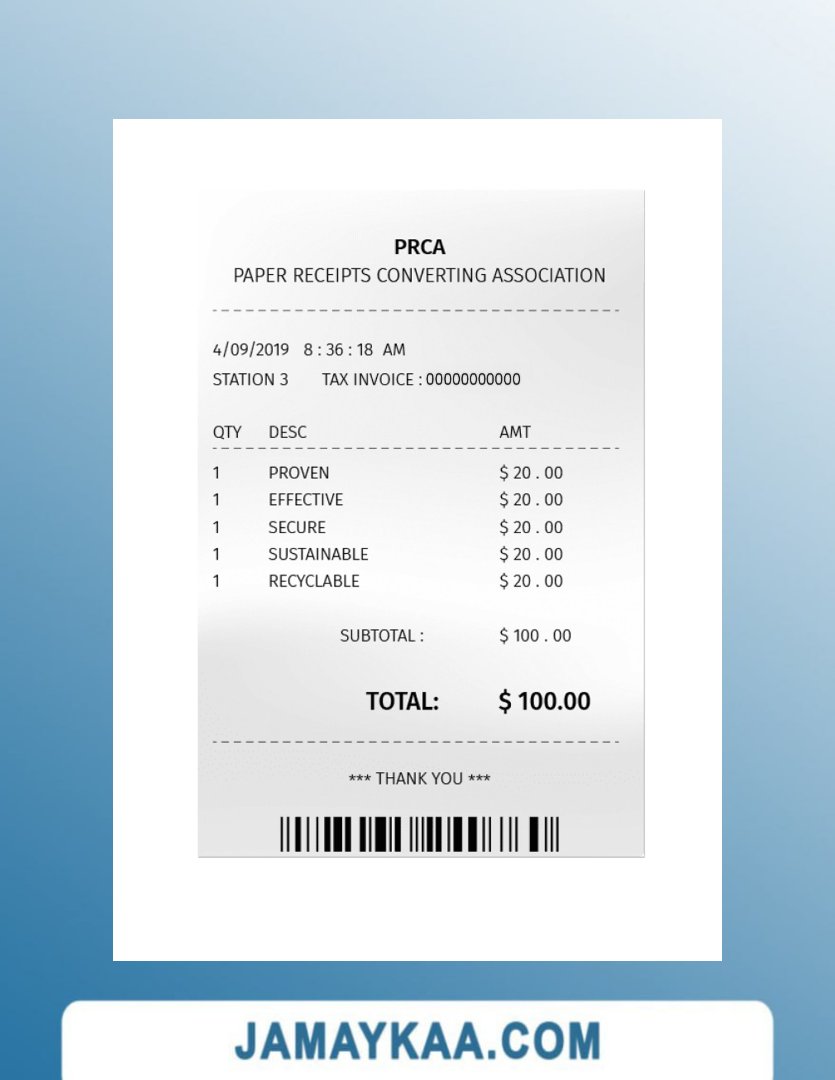 PRCA
PAPER RECEIPTS CONVERTING ASSOCIATION
4/09/2019 8 : 36 : 18 AM
STATION 3 TAX INVOICE : 00000000000
QTY DESC AMT
1 PROVEN $ 20 . 00
1 EFFECTIVE $ 20 . 00
1 SECURE $ 20 . 00
1 SUSTAINABLE $ 20 . 00
1 RECYCLABLE $ 20 . 00
SUBTOTAL : $ 100 . 00
TOTAL: $ 100.00
*** THANK YOU ***
JAMAYKAA.COM